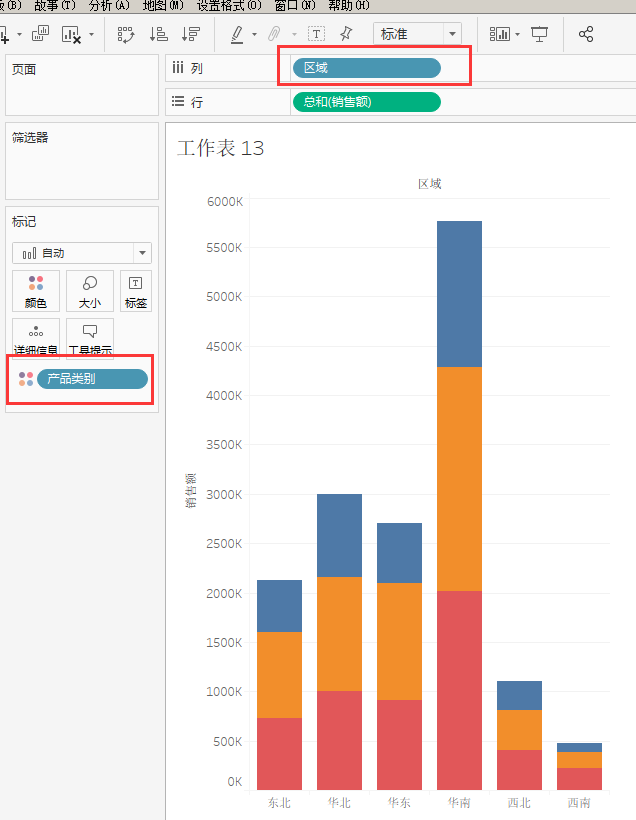 板(B) 故事(T) 分析(A) 地图(M) 设置格式(O) 窗口(N) 帮助(H)
标准
页面
列
区域
行
总和(销售额)
筛选器
工作表 13
标记
自动
颜色
大小
标签
详细信息
工具提示
产品类别
区域
6000K
5500K
5000K
4500K
4000K
3500K
3000K
2500K
2000K
1500K
1000K
500K
0K
销售额
东北 华北 华东 华南 西北 西南